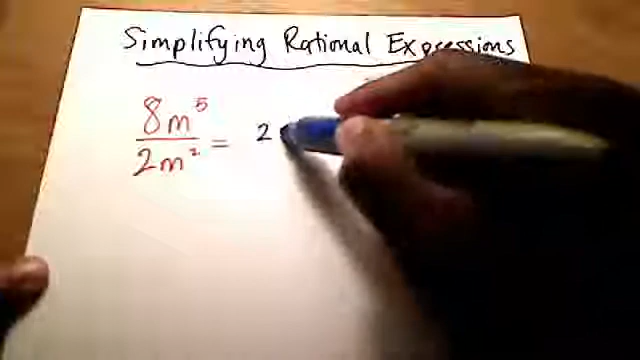 Simplifying Rational Expressions
8m⁵
2m² = 2